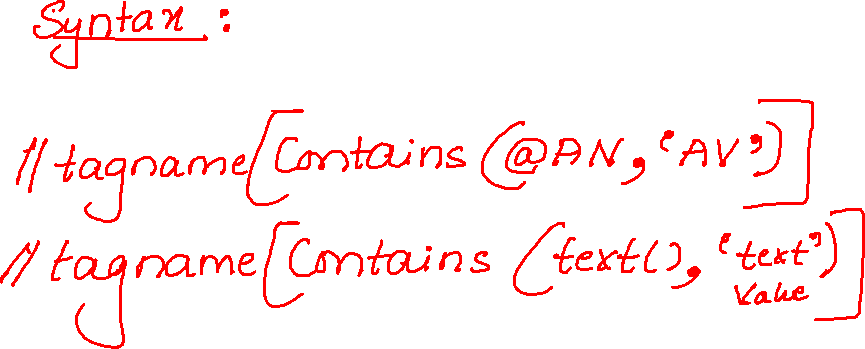 Syntax :
//tagname[Contains(@AN, 'AV')]
//tagname[Contains (text(), 'text')]
Value